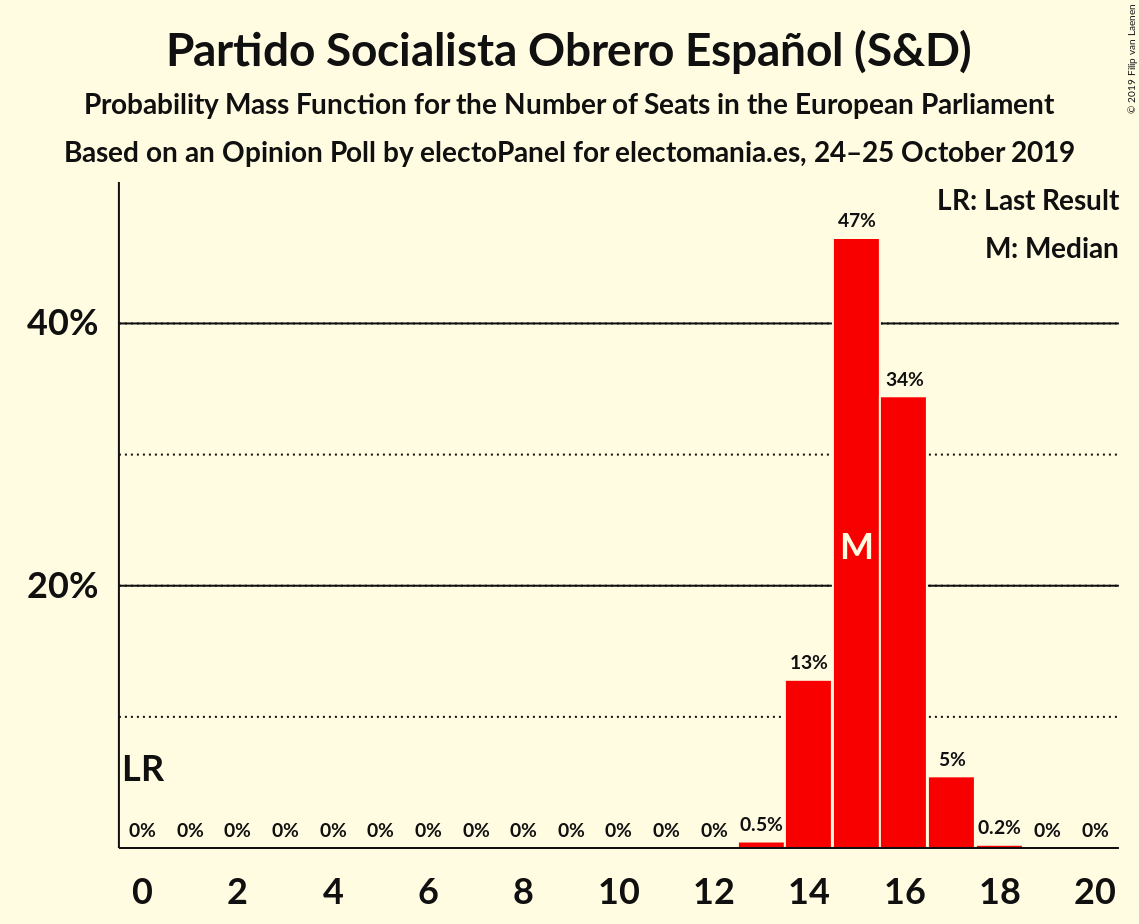 Partido Socialista Obrero Español (S&D)
Probability Mass Function for the Number of Seats in the European Parliament
Based on an Opinion Poll by electoPanel for electomania.es, 24–25 October 2019
© 2019 Filip van Laenen
LR: Last Result
M: Median
40%
20%
47%
34%
M
13%
5%
LR
0% 0% 0% 0% 0% 0% 0% 0% 0% 0% 0% 0% 0% 0.5% 0.2% 0% 0%
0 2 4 6 8 10 12 14 16 18 20